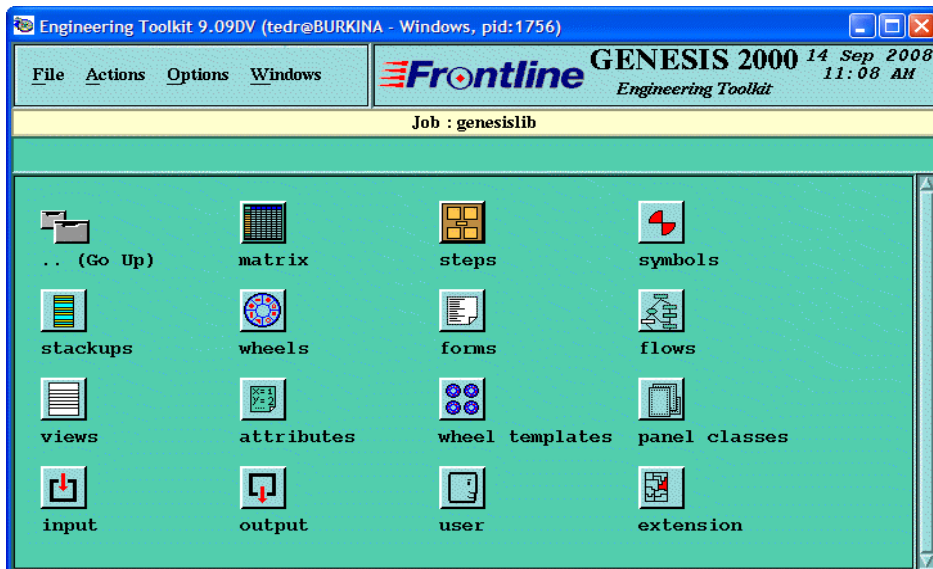 Engineering Toolkit 9.09DV (tedr@BURKINA - Windows, pid:1756)
File Actions Options Windows
Frontline
GENESIS 2000
Engineering Toolkit
14 Sep 2008
11:08 AM
Job : genesislib
.. (Go Up) matrix steps symbols
stackups wheels forms flows
X=1
Y=2
views attributes wheel templates panel classes
input output user extension